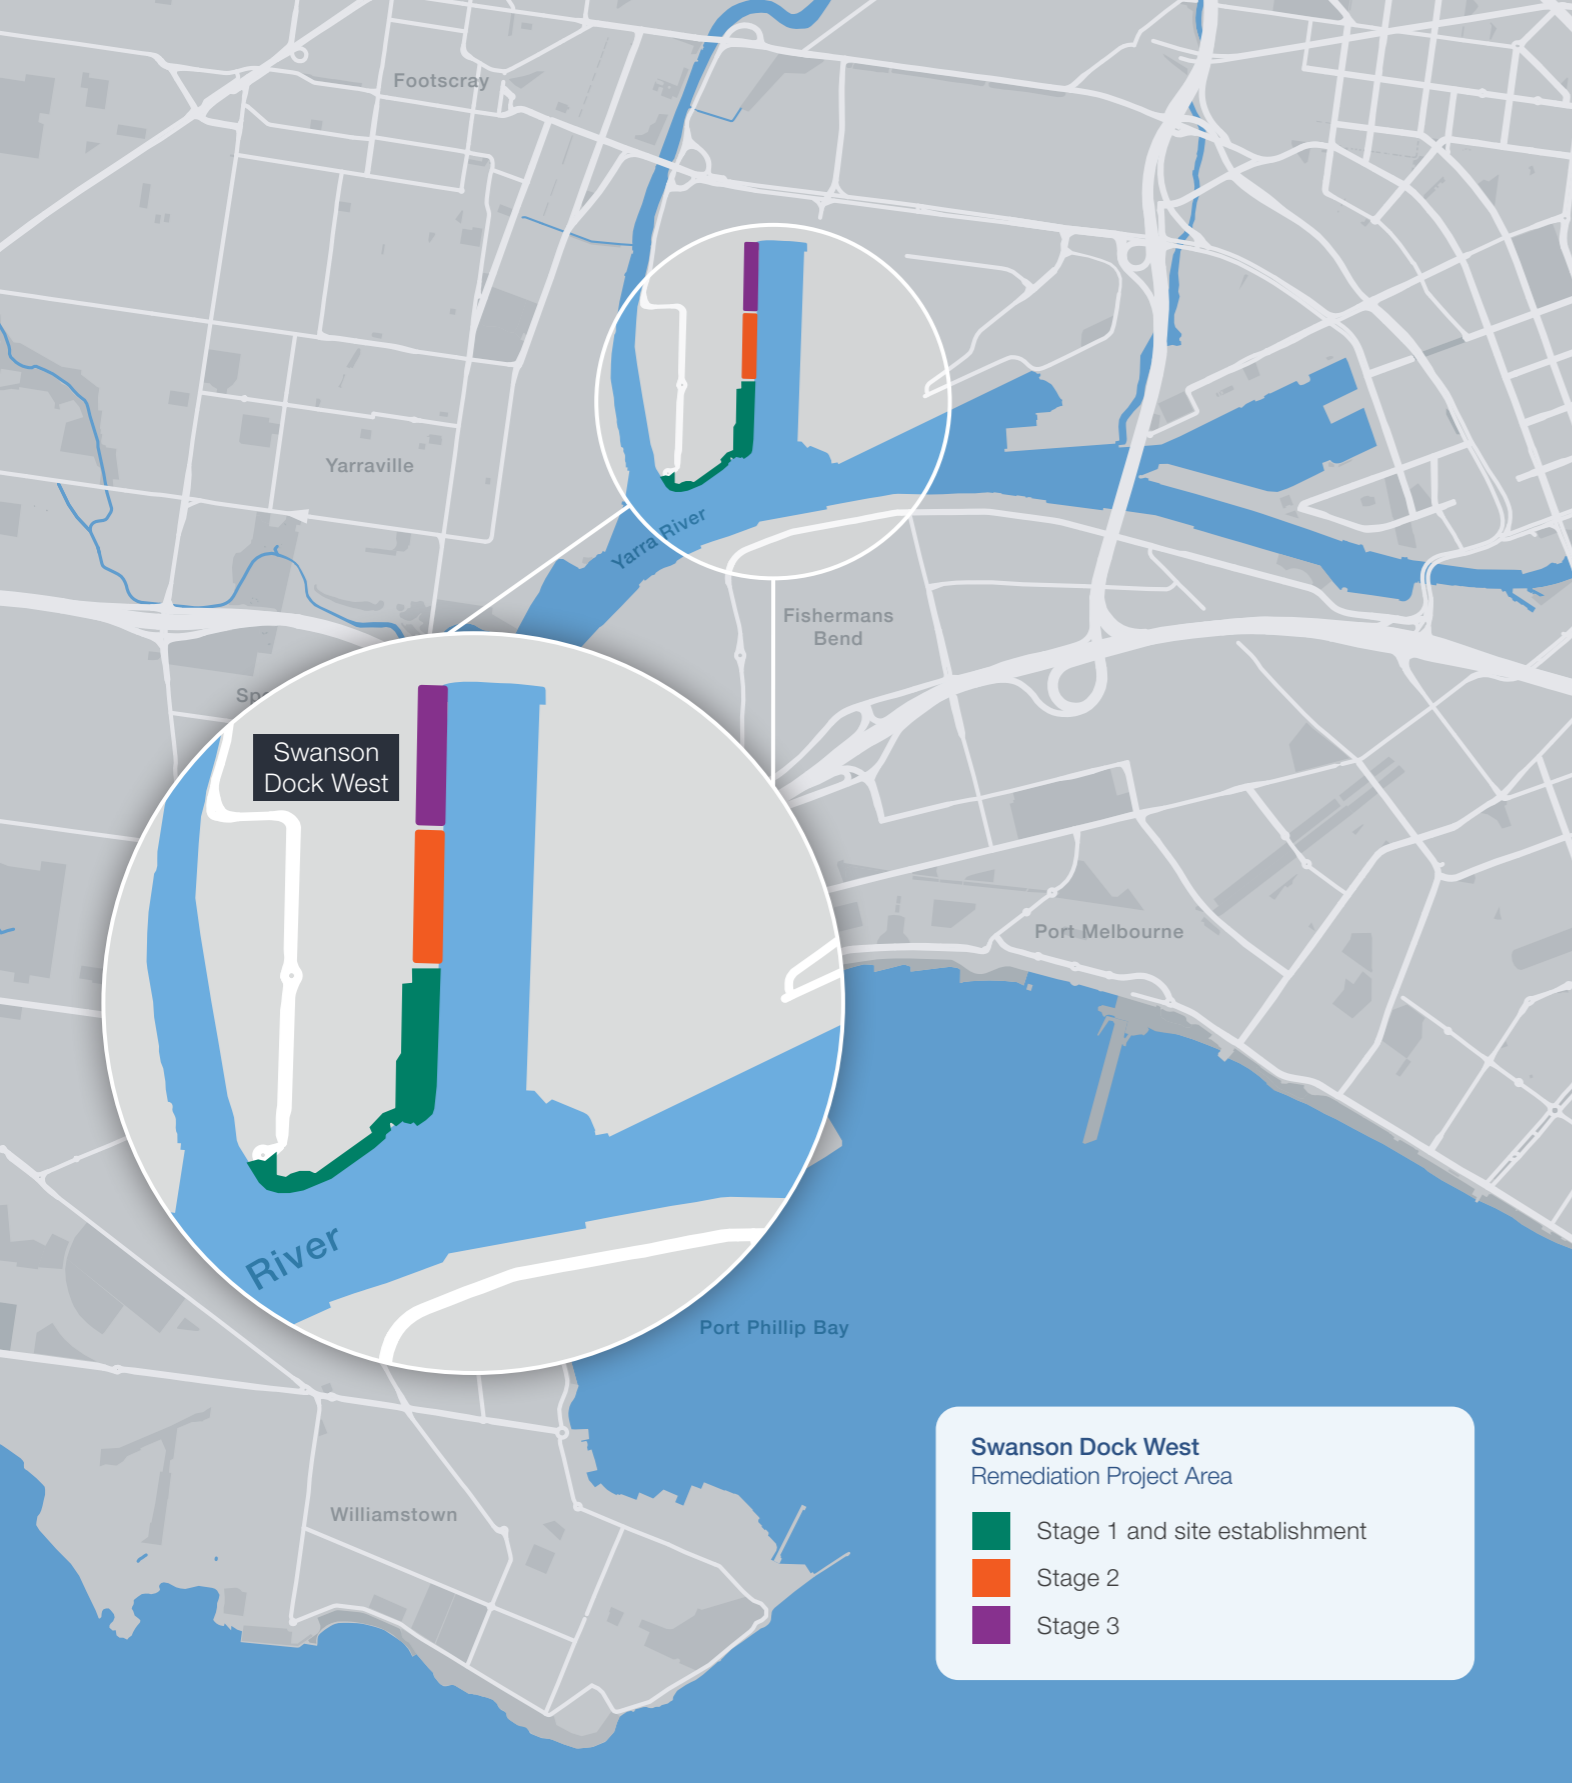 Footscray
Yarraville
Yarra River
Fishermans
Bend
Swanson
Dock West
Port Melbourne
River
Port Phillip Bay
Swanson Dock West
Remediation Project Area
Stage 1 and site establishment
Stage 2
Stage 3
Williamstown